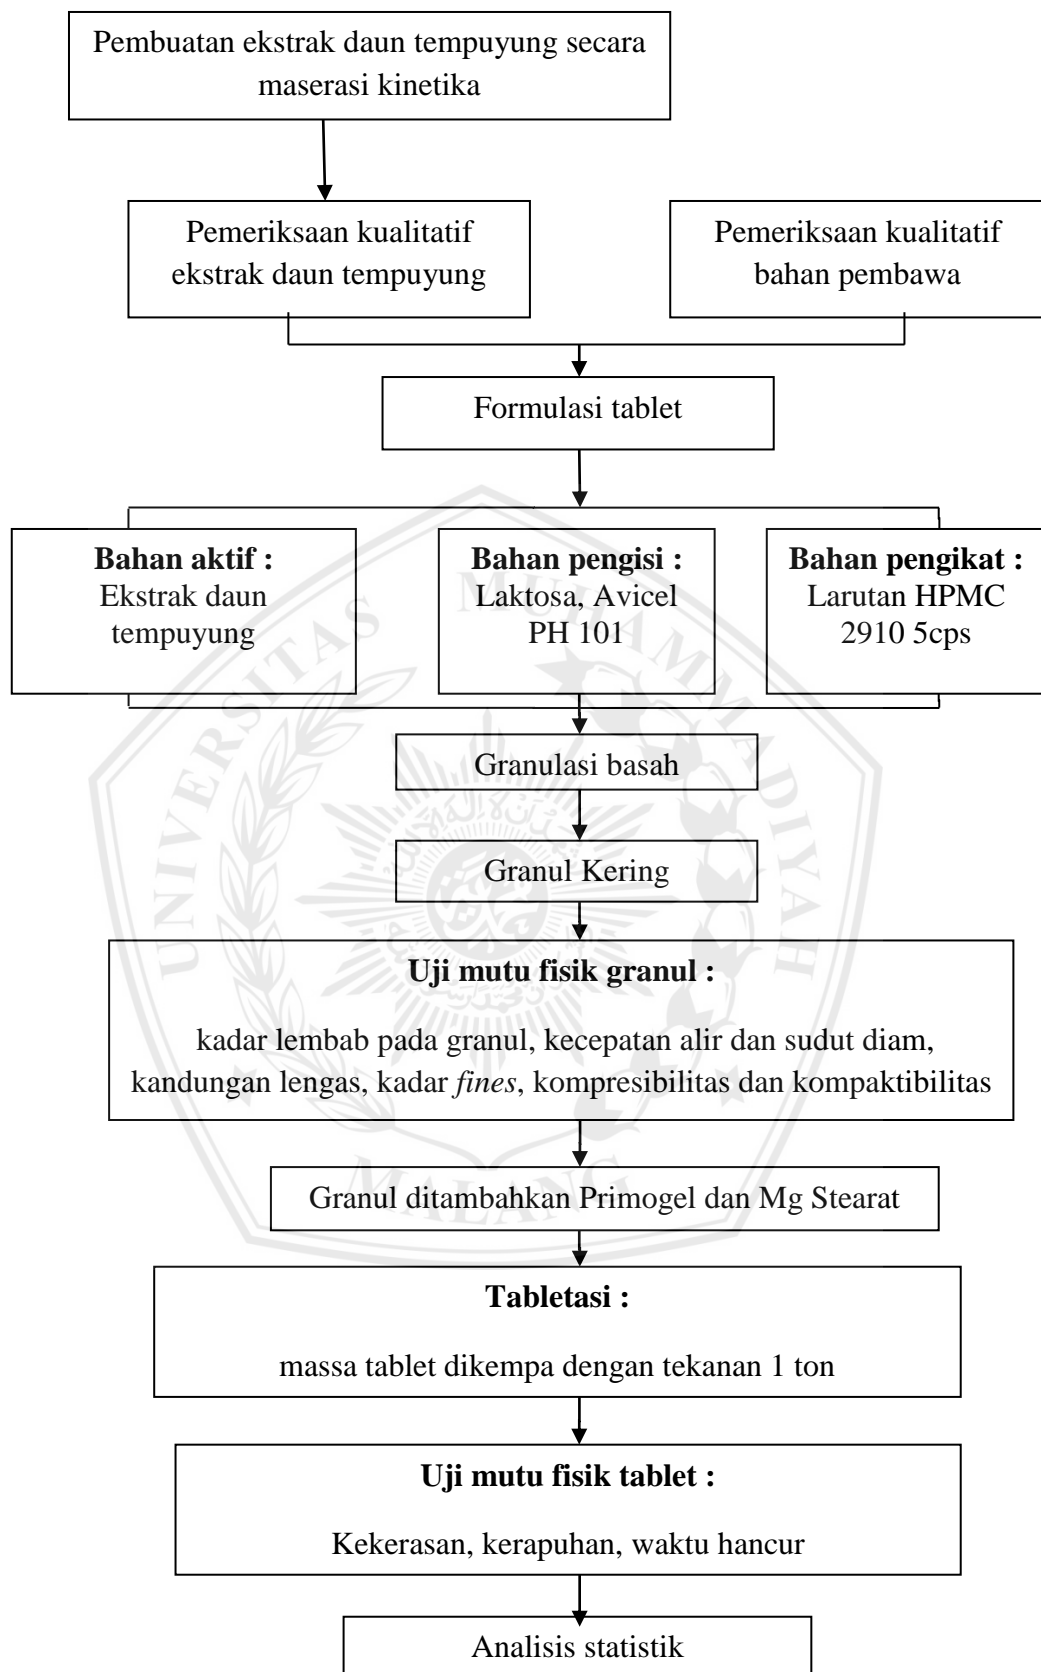 Pembuatan ekstrak daun tempuyung secara
maserasi kinetika
Pemeriksaan kualitatif
ekstrak daun tempuyung
Pemeriksaan kualitatif
bahan pembawa
Formulasi tablet
Bahan aktif :
Ekstrak daun
tempuyung
Bahan pengisi :
Laktosa, Avicel
PH 101
Bahan pengikat :
Larutan HPMC
2910 5cps
Granulasi basah
Granul Kering
Uji mutu fisik granul :
kadar lembab pada granul, kecepatan alir dan sudut diam,
kandungan lengas, kadar fines, kompresibilitas dan kompaktibilitas
Granul ditambahkan Primogel dan Mg Stearat
Tabletasi :
massa tablet dikempa dengan tekanan 1 ton
Uji mutu fisik tablet :
Kekerasan, kerapuhan, waktu hancur
Analisis statistik
UNIVERSITAS MUHAMMADIYAH
MALANG